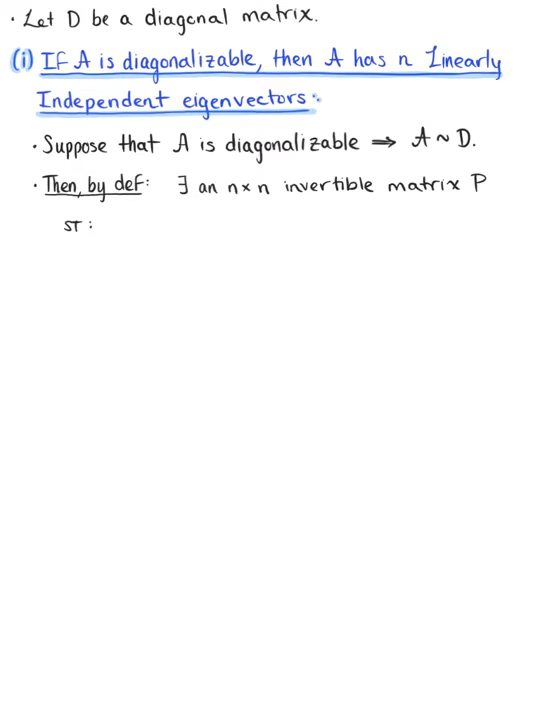 · Let D be a diagonal matrix.
(i) If A is diagonalizable, then A has n Linearly
Independent eigenvectors:
· Suppose that A is diagonalizable ⇒ A ~ D.
· Then, by def: ∃ an n×n invertible matrix P
ST: